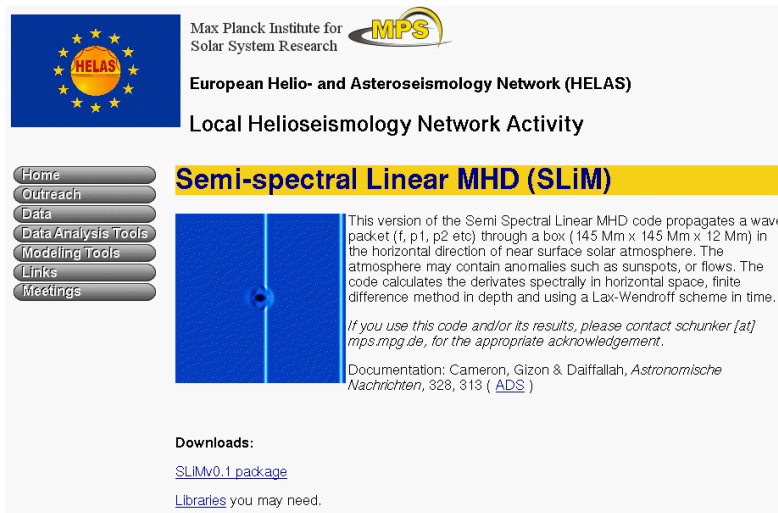 HELAS
Max Planck Institute for
Solar System Research
MPS
European Helio- and Asteroseismology Network (HELAS)
Local Helioseismology Network Activity
Home
Outreach
Data
Data Analysis Tools
Modeling Tools
Links
Meetings
Semi-spectral Linear MHD (SLiM)
This version of the Semi Spectral Linear MHD code propagates a wave
packet (f, p1, p2 etc) through a box (145 Mm x 145 Mm x 12 Mm) in
the horizontal direction of near surface solar atmosphere. The
atmosphere may contain anomalies such as sunspots, or flows. The
code calculates the derivates spectrally in horizontal space, finite
difference method in depth and using a Lax-Wendroff scheme in time.
If you use this code and/or its results, please contact schunker [at]
mps.mpg.de, for the appropriate acknowledgement.
Documentation: Cameron, Gizon & Daiffallah, Astronomische
Nachrichten, 328, 313 ( ADS )
Downloads:
SLiMv0.1 package
Libraries you may need.